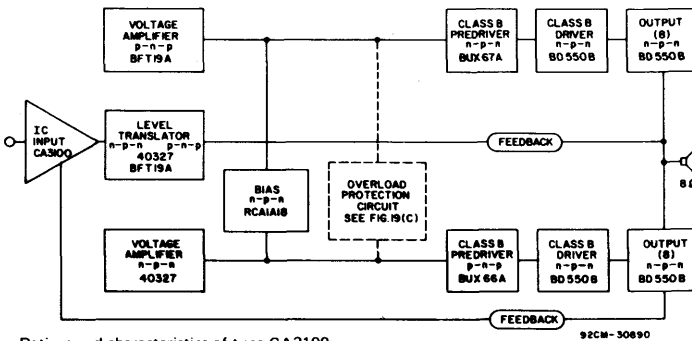 VOLTAGE
AMPLIFIER
p-n-p
BFT19A
CLASS B
PREDRIVER
n-p-n
BUX67A
CLASS B
DRIVER
n-p-n
BD550B
OUTPUT
(8)
n-p-n
BD550B
IC
INPUT
CA3100
LEVEL
TRANSLATOR
n-p-n p-n-p
40327
BFT19A
FEEDBACK
8Ω
BIAS
n-p-n
RCA1A18
OVERLOAD
PROTECTION
CIRCUIT
SEE FIG.19(C)
VOLTAGE
AMPLIFIER
n-p-n
40327
CLASS B
PREDRIVER
p-n-p
BUX66A
CLASS B
DRIVER
n-p-n
BD550B
OUTPUT
(8)
n-p-n
BD550B
FEEDBACK
92CM-30890